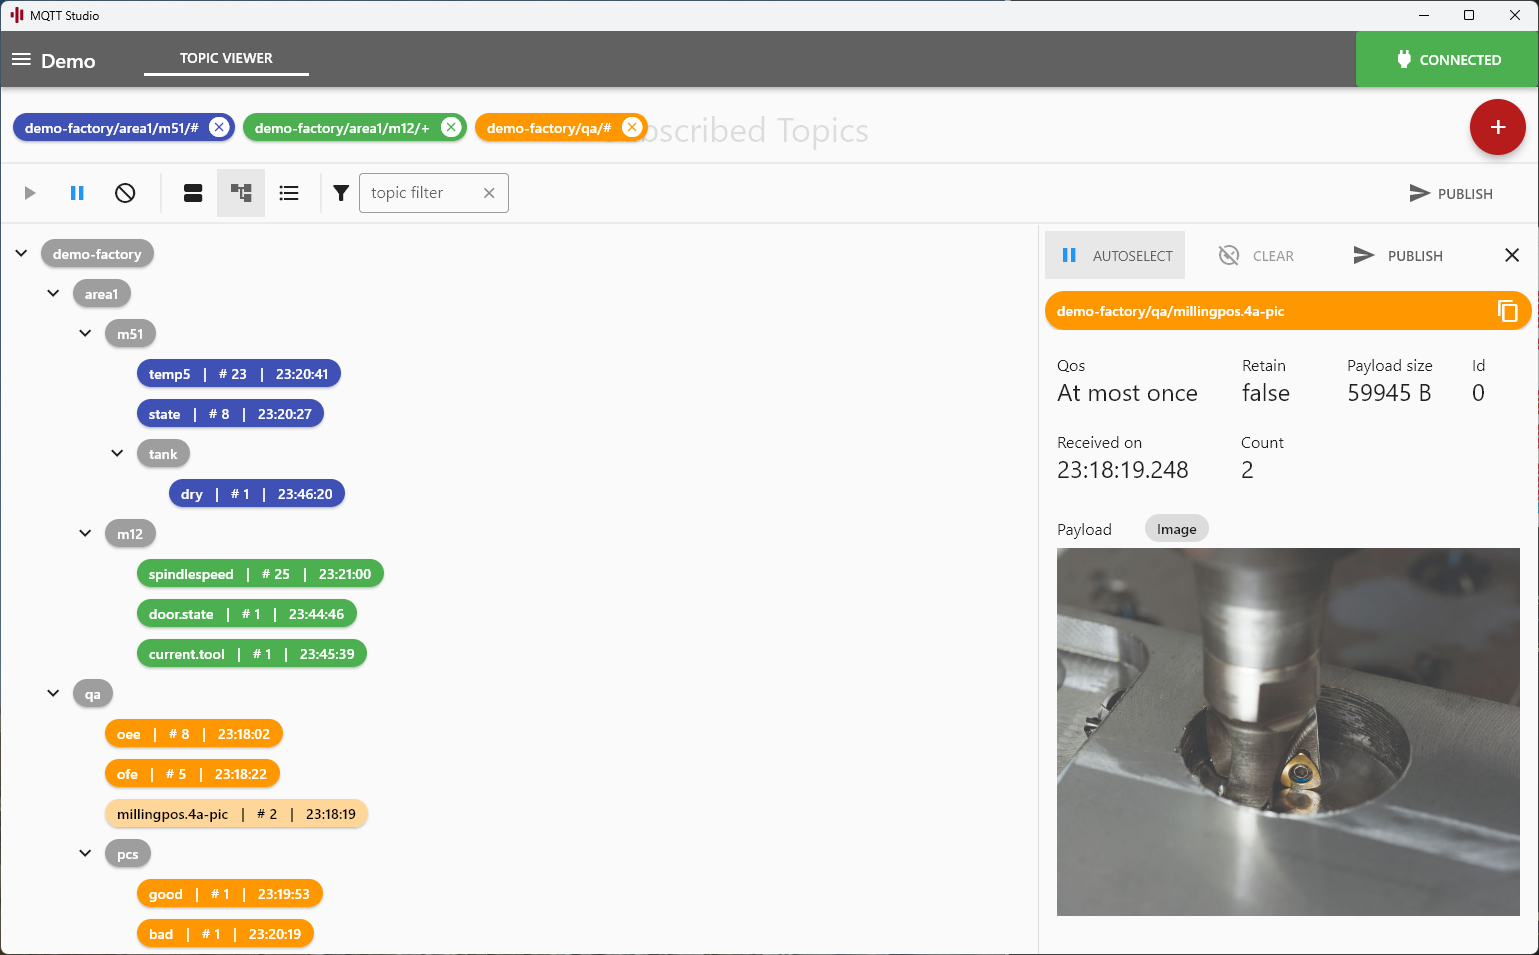 MQTT Studio
Demo
TOPIC VIEWER
CONNECTED
demo-factory/area1/m51/#
demo-factory/area1/m12/+
demo-factory/qa/#
bscribed Topics
topic filter
PUBLISH
demo-factory
area1
m51
temp5 | # 23 | 23:20:41
state | # 8 | 23:20:27
tank
dry | # 1 | 23:46:20
m12
spindlespeed | # 25 | 23:21:00
door.state | # 1 | 23:44:46
current.tool | # 1 | 23:45:39
qa
oee | # 8 | 23:18:02
ofe | # 5 | 23:18:22
millingpos.4a-pic | # 2 | 23:18:19
pcs
good | # 1 | 23:19:53
bad | # 1 | 23:20:19
AUTOSELECT
CLEAR
PUBLISH
demo-factory/qa/millingpos.4a-pic
Qos Retain Payload size Id
At most once false 59945 B 0
Received on Count
23:18:19.248 2
Payload Image